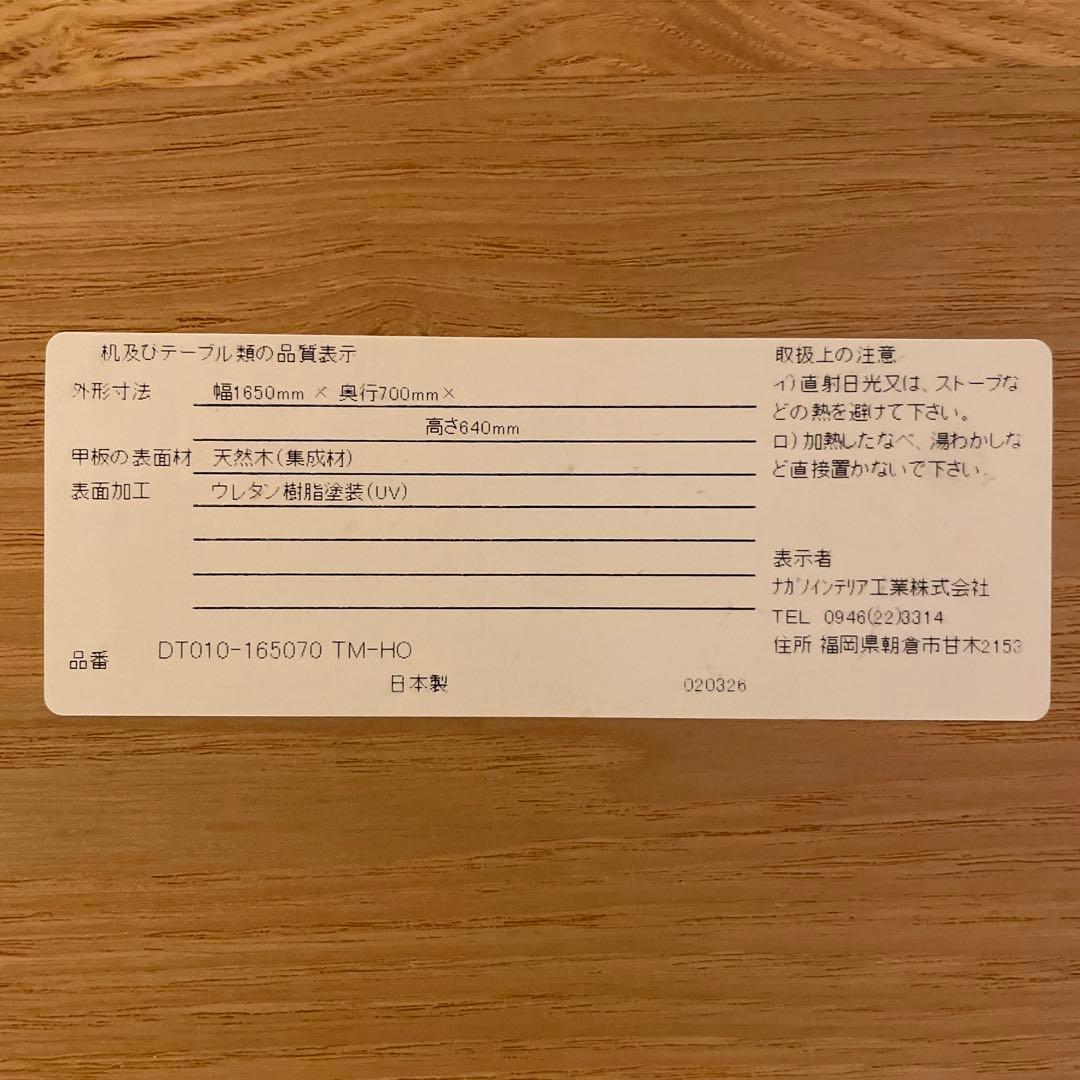 机及びテーブル類の品質表示
外形寸法 幅1650mm × 奥行700mm×
高さ640mm
甲板の表面材 天然木(集成材)
表面加工 ウレタン樹脂塗装(UV)
品番 DT010-165070 TM-HO
日本製 020326
取扱上の注意
イ)直射日光又は、ストーブな
どの熱を避けて下さい。
ロ)加熱したなべ、湯わかしな
ど直接置かないで下さい。
表示者
ﾅｶﾞﾉインテリア工業株式会社
TEL 0946(22)3314
住所 福岡県朝倉市甘木2153